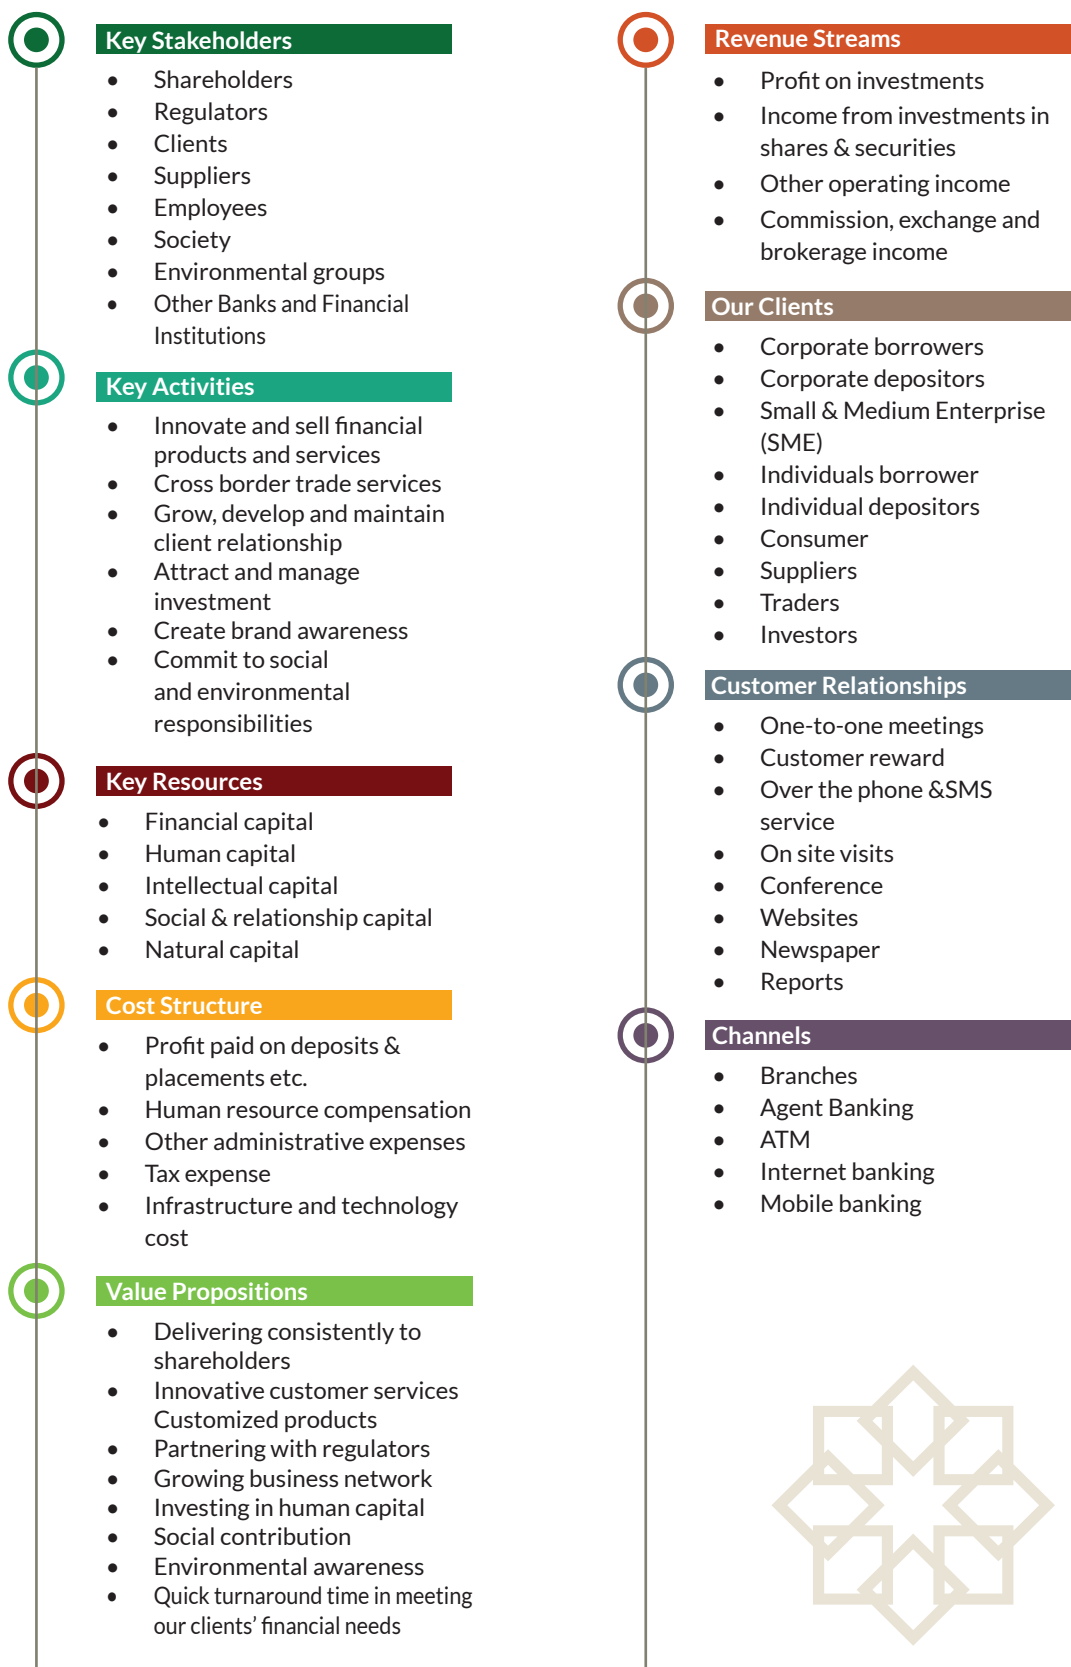 Key Stakeholders
• Shareholders
• Regulators
• Clients
• Suppliers
• Employees
• Society
• Environmental groups
• Other Banks and Financial
Institutions
Key Activities
• Innovate and sell financial
products and services
• Cross border trade services
• Grow, develop and maintain
client relationship
• Attract and manage
investment
• Create brand awareness
• Commit to social
and environmental
responsibilities
Key Resources
• Financial capital
• Human capital
• Intellectual capital
• Social & relationship capital
• Natural capital
Cost Structure
• Profit paid on deposits &
placements etc.
• Human resource compensation
• Other administrative expenses
• Tax expense
• Infrastructure and technology
cost
Value Propositions
• Delivering consistently to
shareholders
• Innovative customer services
Customized products
• Partnering with regulators
• Growing business network
• Investing in human capital
• Social contribution
• Environmental awareness
• Quick turnaround time in meeting
our clients' financial needs
Revenue Streams
• Profit on investments
• Income from investments in
shares & securities
• Other operating income
• Commission, exchange and
brokerage income
Our Clients
• Corporate borrowers
• Corporate depositors
• Small & Medium Enterprise
(SME)
• Individuals borrower
• Individual depositors
• Consumer
• Suppliers
• Traders
• Investors
Customer Relationships
• One-to-one meetings
• Customer reward
• Over the phone &SMS
service
• On site visits
• Conference
• Websites
• Newspaper
• Reports
Channels
• Branches
• Agent Banking
• ATM
• Internet banking
• Mobile banking